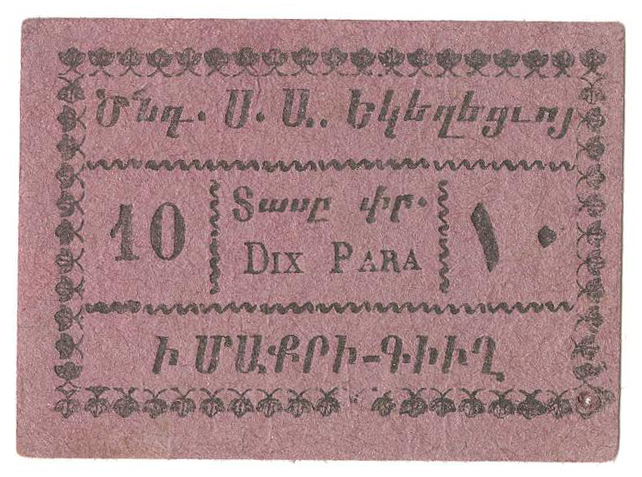 Ծնդ. Ս. Ա. Եկեղեցւոյ
10 Տասը փր. ١٠
DIX PARA
Ի ՄԱՔՐԻ-ԳԻՒՂ